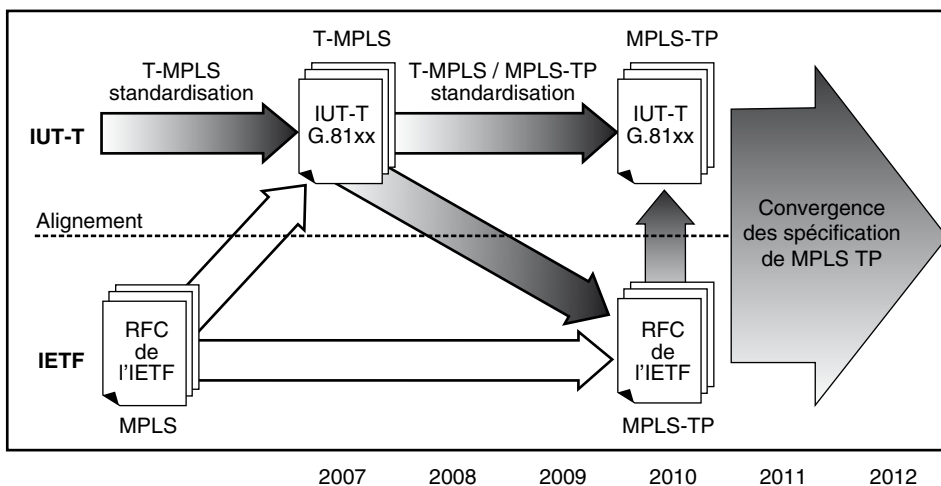 T-MPLS
MPLS-TP
T-MPLS
standardisation
T-MPLS / MPLS-TP
standardisation
IUT-T
IUT-T
G.81xx
IUT-T
G.81xx
Alignement
Convergence
des spécification
de MPLS TP
IETF
RFC
de
l'IETF
RFC
de
l'IETF
MPLS
MPLS-TP
2007
2008
2009
2010
2011
2012